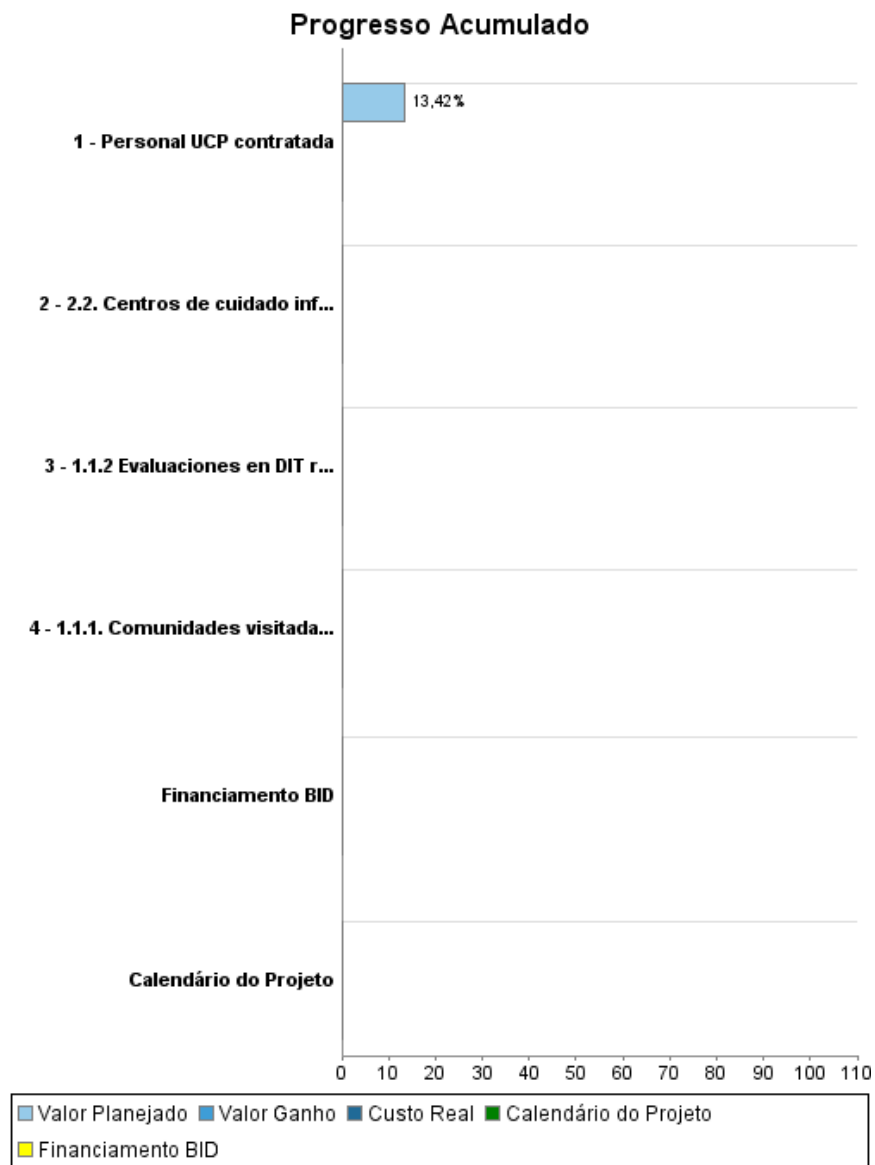 Progresso Acumulado
13,42%
1 - Personal UCP contratada
2 - 2.2. Centros de cuidado inf...
3 - 1.1.2 Evaluaciones en DIT r...
4 - 1.1.1. Comunidades visitada...
Financiamento BID
Calendário do Projeto
0 10 20 30 40 50 60 70 80 90 100 110
Valor Planejado Valor Ganho Custo Real Calendário do Projeto
Financiamento BID